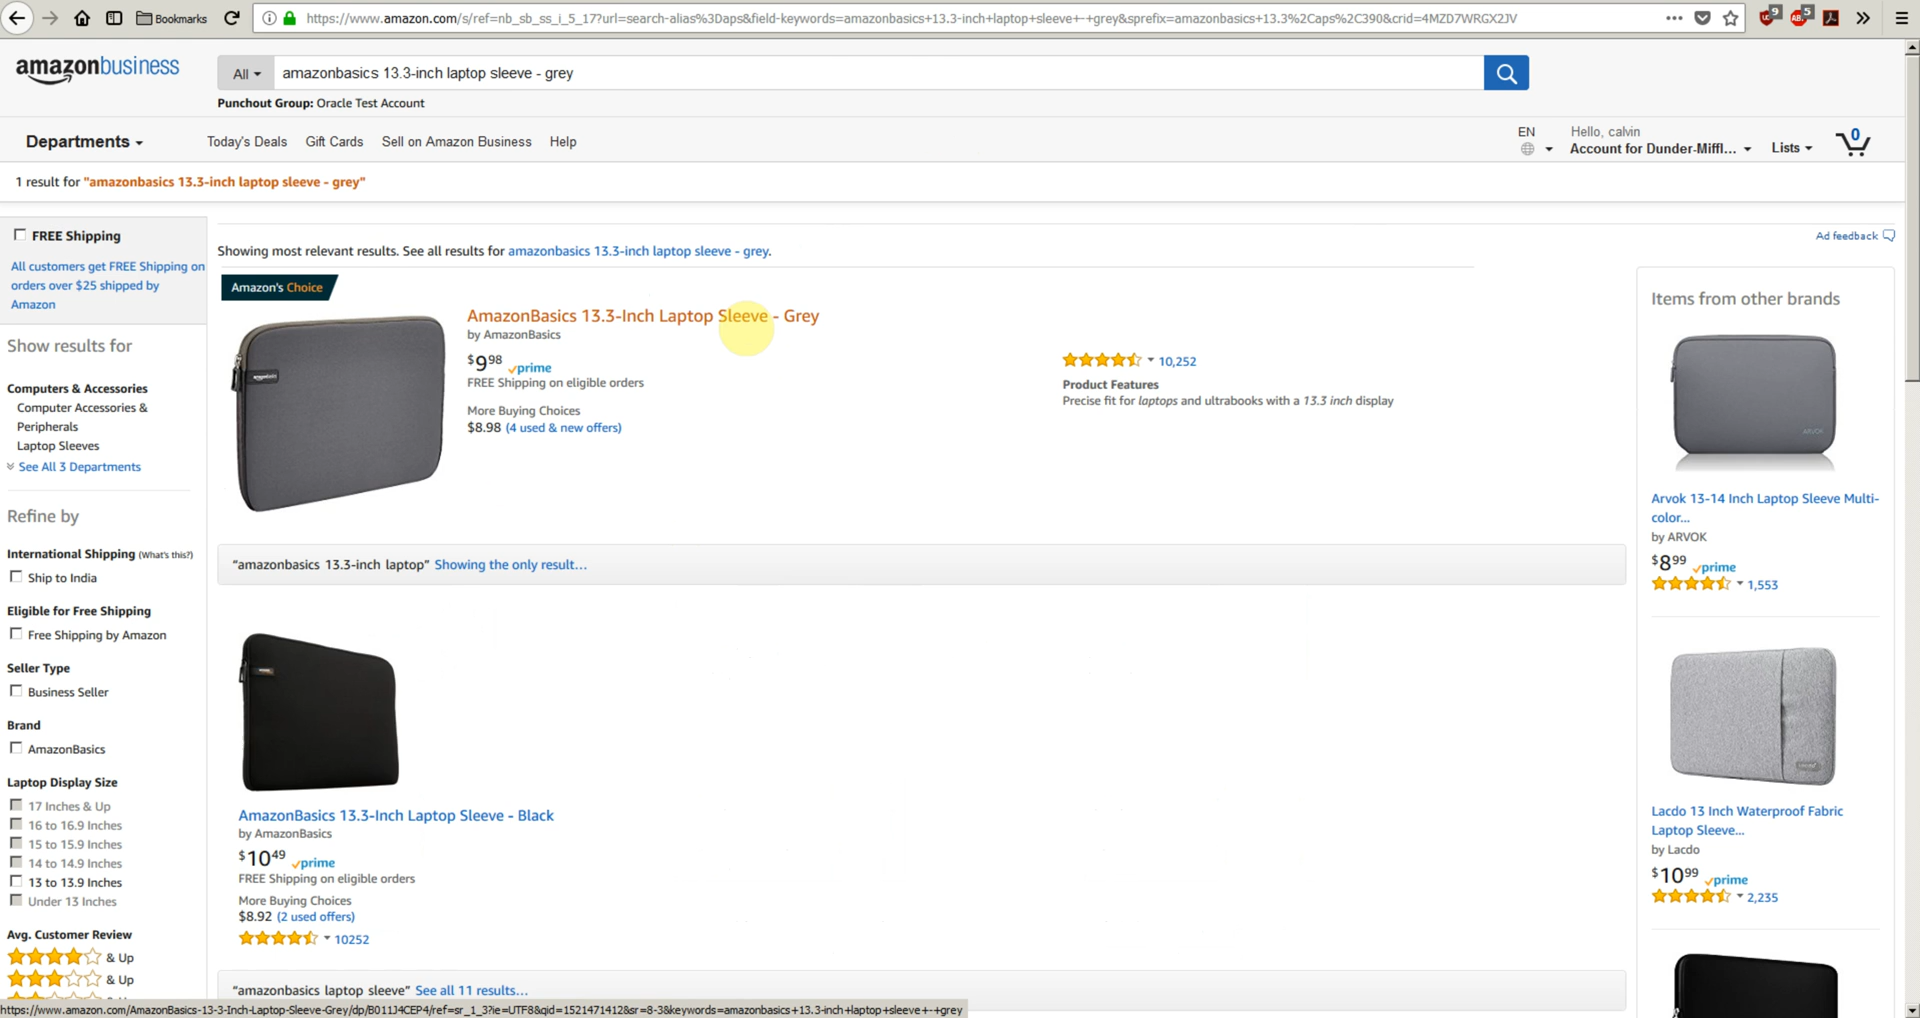 https://www.amazon.com/s/ref=nb_sb_ss_i_5_17?url=search-alias%3Daps&field-keywords=amazonbasics+13.3-inch+laptop+sleeve+-+grey&sprefix=amazonbasics+13.3%2Caps%2C390&crid=4MZD7WRGX2JV
Bookmarks
9
5
ABP
amazonbusiness
All
amazonbasics 13.3-inch laptop sleeve - grey
Punchout Group: Oracle Test Account
Departments
Today's Deals
Gift Cards
Sell on Amazon Business
Help
EN
Hello, calvin
Account for Dunder-Miffl...
Lists
0
1 result for "amazonbasics 13.3-inch laptop sleeve - grey"
FREE Shipping
All customers get FREE Shipping on
orders over $25 shipped by
Amazon
Show results for
Computers & Accessories
Computer Accessories &
Peripherals
Laptop Sleeves
See All 3 Departments
Refine by
International Shipping (What's this?)
Ship to India
Eligible for Free Shipping
Free Shipping by Amazon
Seller Type
Business Seller
Brand
AmazonBasics
Laptop Display Size
17 Inches & Up
16 to 16.9 Inches
15 to 15.9 Inches
14 to 14.9 Inches
13 to 13.9 Inches
Under 13 Inches
Avg. Customer Review
& Up
& Up
Showing most relevant results. See all results for amazonbasics 13.3-inch laptop sleeve - grey.
Amazon's Choice
AmazonBasics 13.3-Inch Laptop Sleeve - Grey
by AmazonBasics
$9.98 prime
FREE Shipping on eligible orders
More Buying Choices
$8.98 (4 used & new offers)
10,252
Product Features
Precise fit for laptops and ultrabooks with a 13.3 inch display
"amazonbasics 13.3-inch laptop" Showing the only result...
AmazonBasics 13.3-Inch Laptop Sleeve - Black
by AmazonBasics
$10.49 prime
FREE Shipping on eligible orders
More Buying Choices
$8.92 (2 used offers)
10252
"amazonbasics laptop sleeve" See all 11 results...
Ad feedback
Items from other brands
ARVOK
Arvok 13-14 Inch Laptop Sleeve Multi-
color...
by ARVOK
$8.99 prime
1,553
Lacdo 13 Inch Waterproof Fabric
Laptop Sleeve...
by Lacdo
$10.99 prime
2,235
https://www.amazon.com/AmazonBasics-13-3-Inch-Laptop-Sleeve-Grey/dp/B011J4CEP4/ref=sr_1_3?ie=UTF8&qid=1521471412&sr=8-3&keywords=amazonbasics+13.3-inch+laptop+sleeve+-+grey